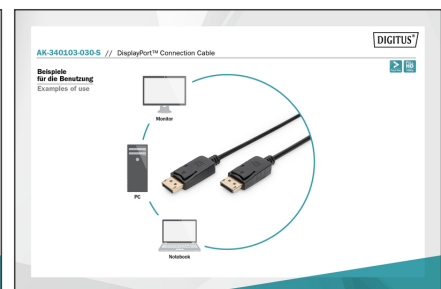 DIGITUS®
AK-340103-030-S // DisplayPort™ Connection Cable
Beispiele
für die Benutzung
Examples of use
Monitor
PC
Notebook